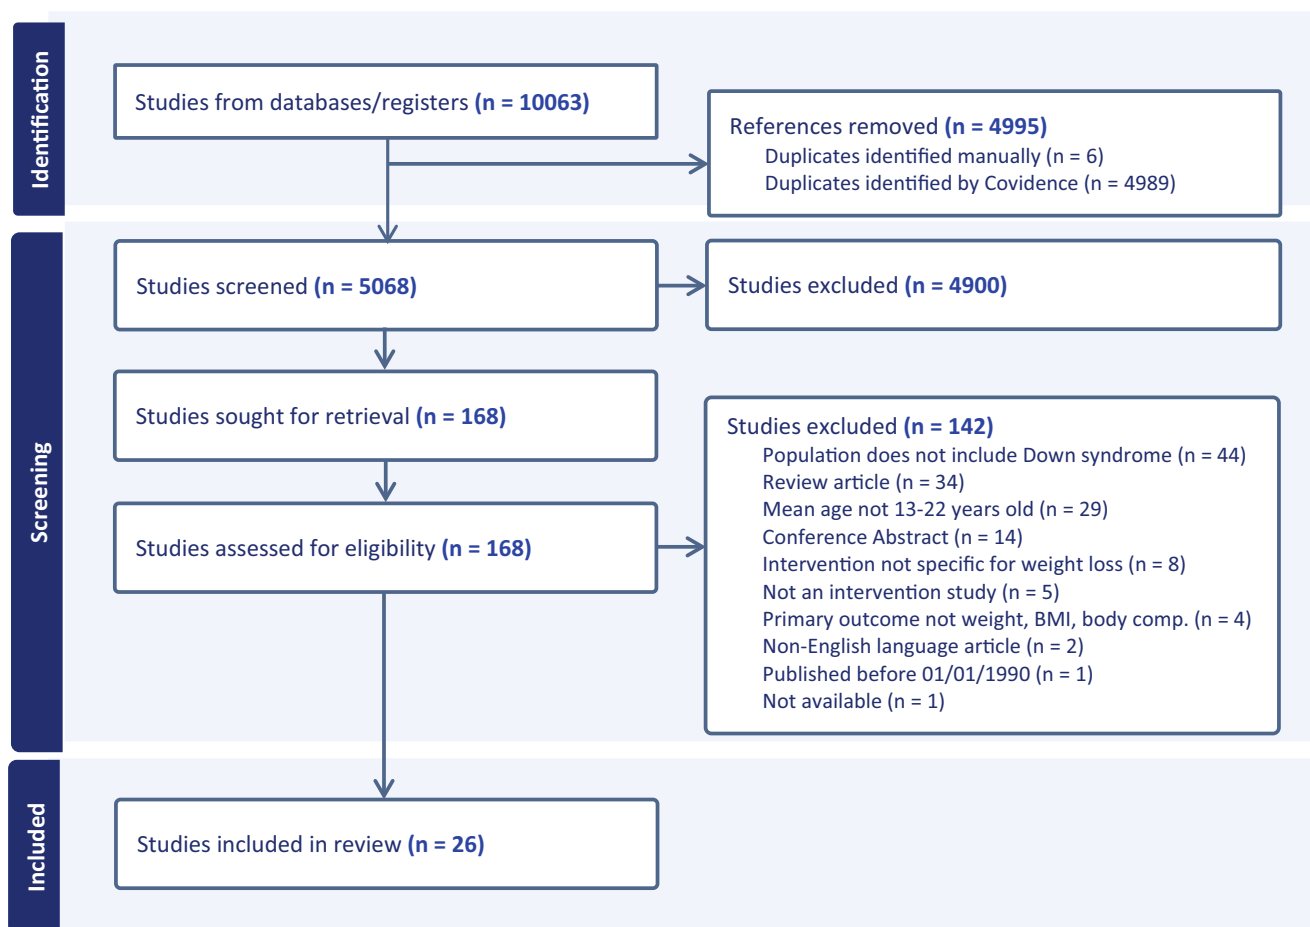 Identification
Studies from databases/registers (n = 10063)
References removed (n = 4995)
Duplicates identified manually (n = 6)
Duplicates identified by Covidence (n = 4989)
Screening
Studies screened (n = 5068)
Studies excluded (n = 4900)
Studies sought for retrieval (n = 168)
Studies assessed for eligibility (n = 168)
Studies excluded (n = 142)
Population does not include Down syndrome (n = 44)
Review article (n = 34)
Mean age not 13-22 years old (n = 29)
Conference Abstract (n = 14)
Intervention not specific for weight loss (n = 8)
Not an intervention study (n = 5)
Primary outcome not weight, BMI, body comp. (n = 4)
Non-English language article (n = 2)
Published before 01/01/1990 (n = 1)
Not available (n = 1)
Included
Studies included in review (n = 26)